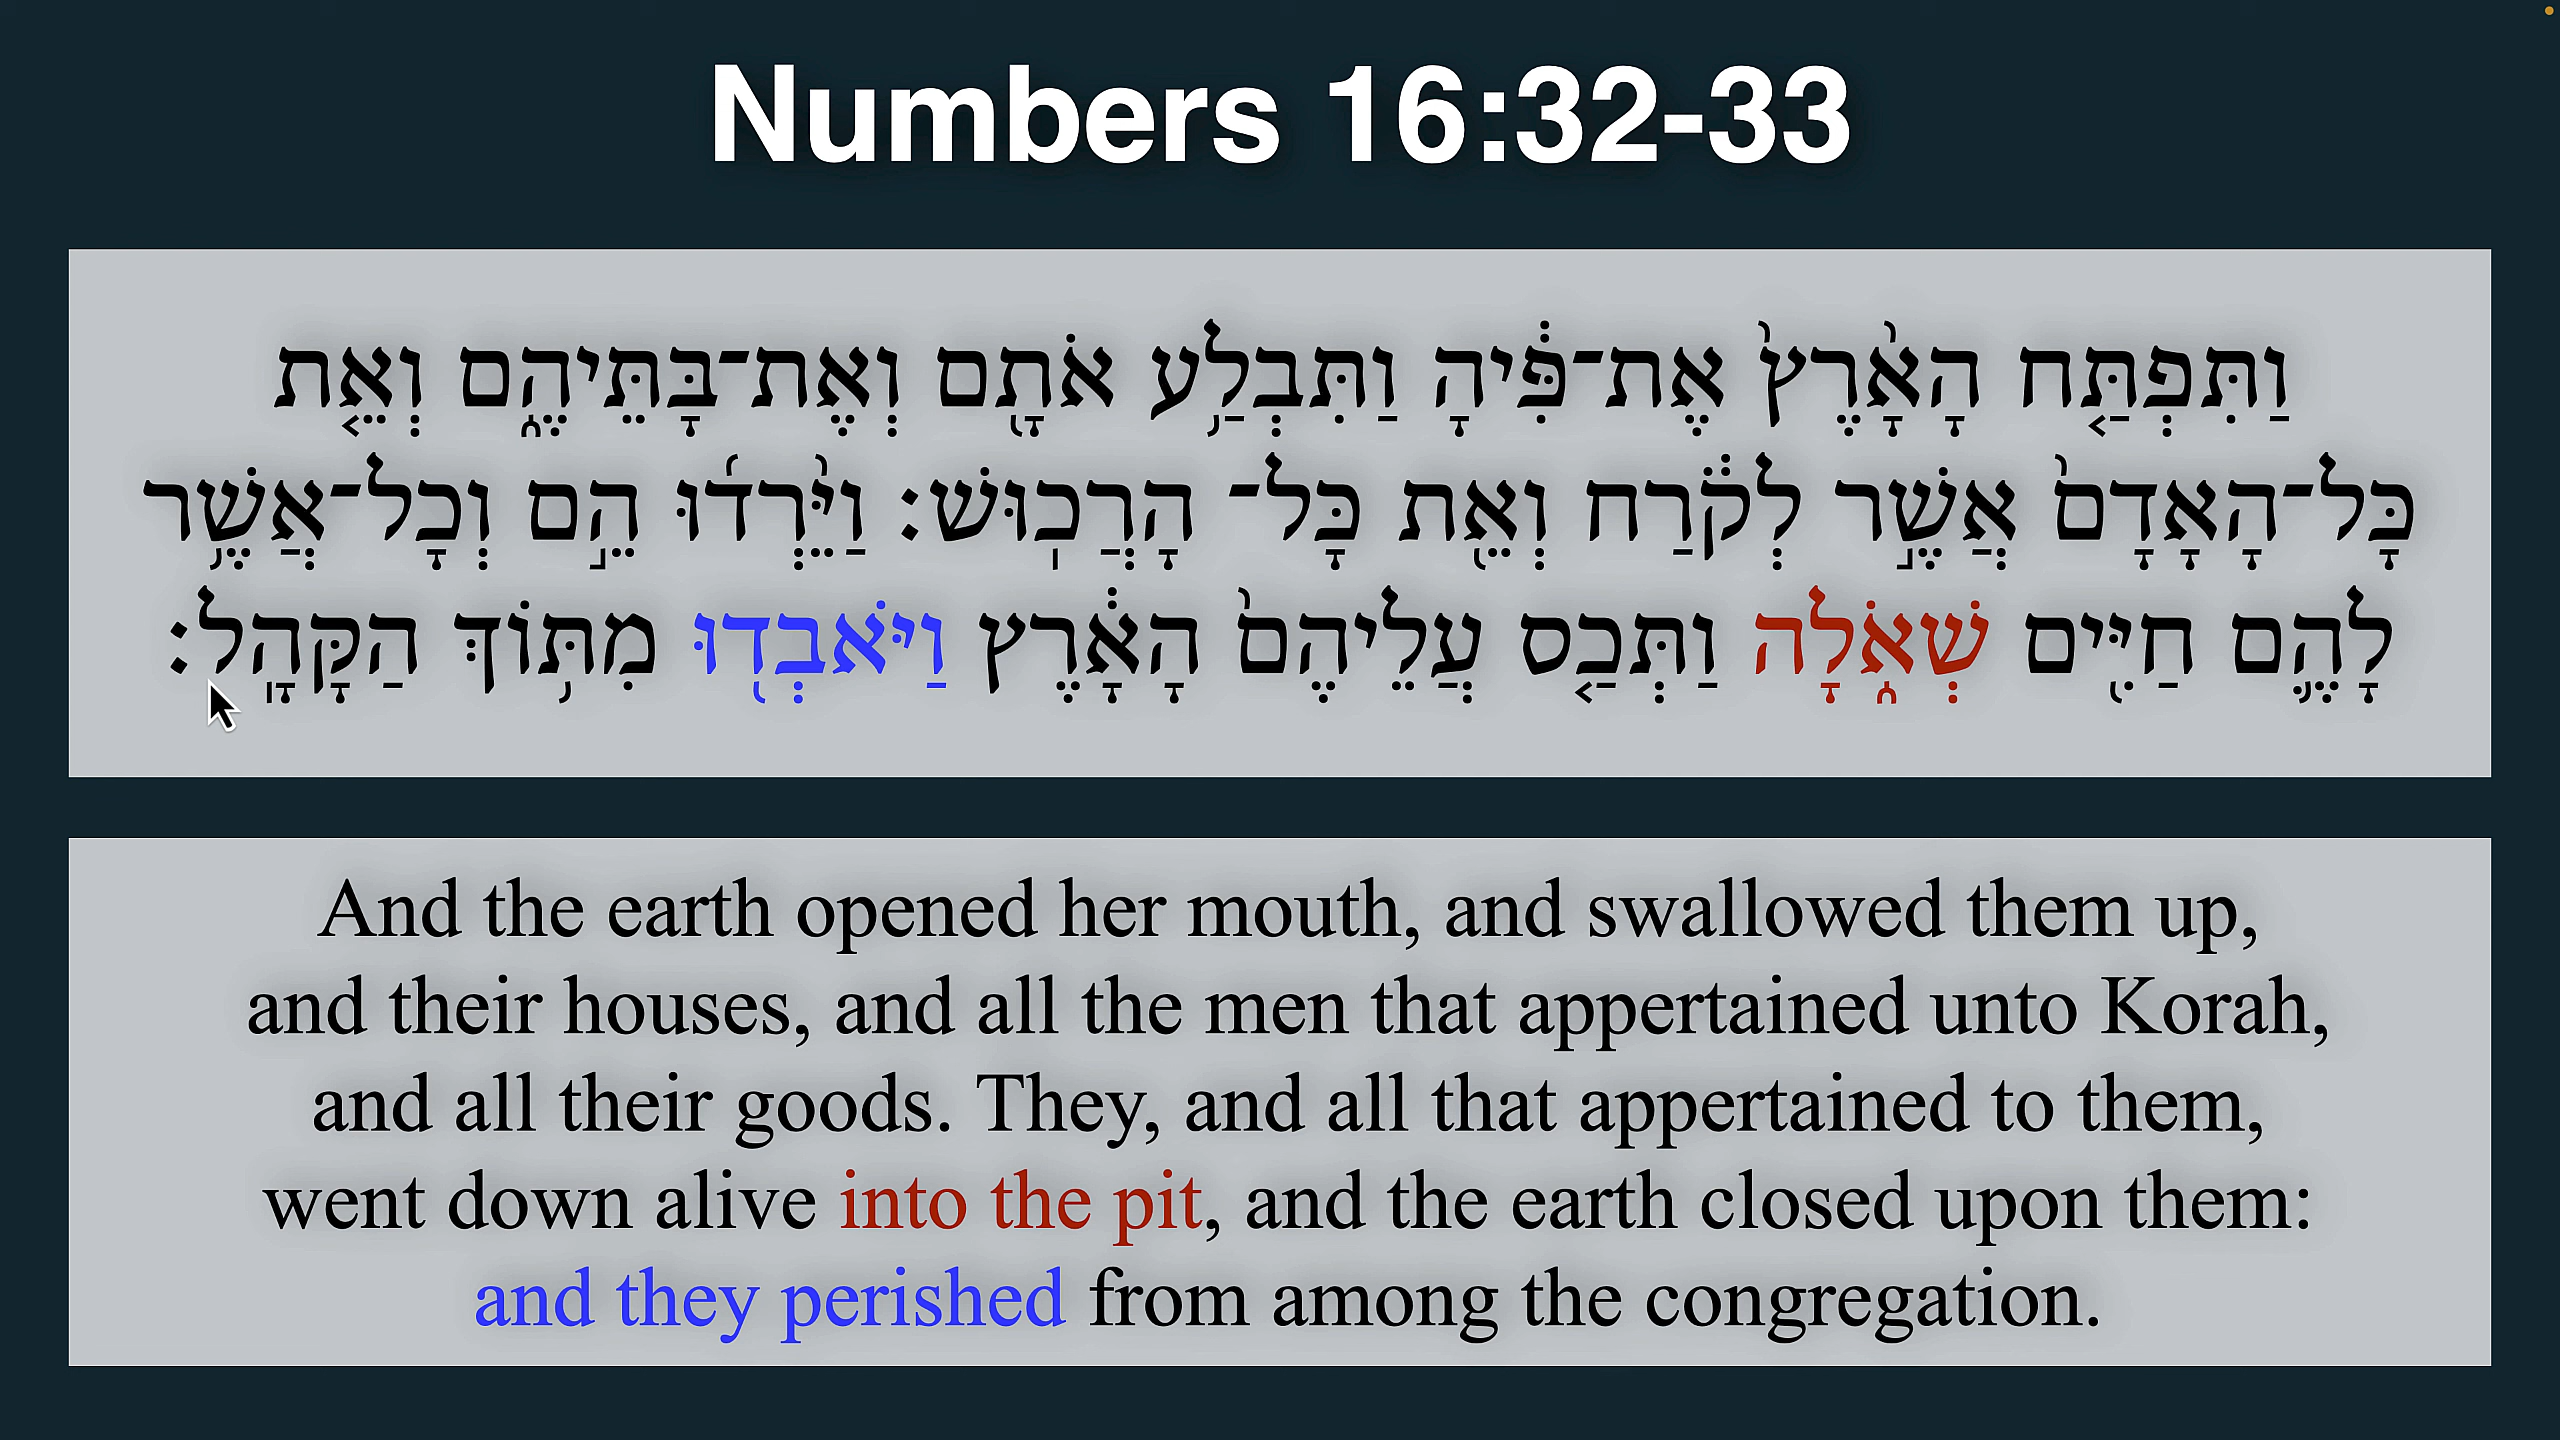 Numbers 16:32-33
וַתִּפְתַּ֤ח הָאָ֙רֶץ֙ אֶת־פִּ֔יהָ וַתִּבְלַ֥ע אֹתָ֖ם וְאֶת־בָּתֵּיהֶ֑ם וְאֵ֤ת
כׇּל־הָאָדָם֙ אֲשֶׁ֣ר לְקֹ֔רַח וְאֵ֖ת כׇּל־ הָרֲכֽוּשׁ׃ וַיֵּ֨רְד֜וּ הֵ֣ם וְכׇל־אֲשֶׁ֥ר
לָהֶ֛ם חַיִּ֖ים שְׁאֹ֑לָה וַתְּכַ֤ס עֲלֵיהֶם֙ הָאָ֔רֶץ וַיֹּאבְד֖וּ מִתּ֥וֹךְ הַקָּהָֽל׃
And the earth opened her mouth, and swallowed them up,
and their houses, and all the men that appertained unto Korah,
and all their goods. They, and all that appertained to them,
went down alive into the pit, and the earth closed upon them:
and they perished from among the congregation.